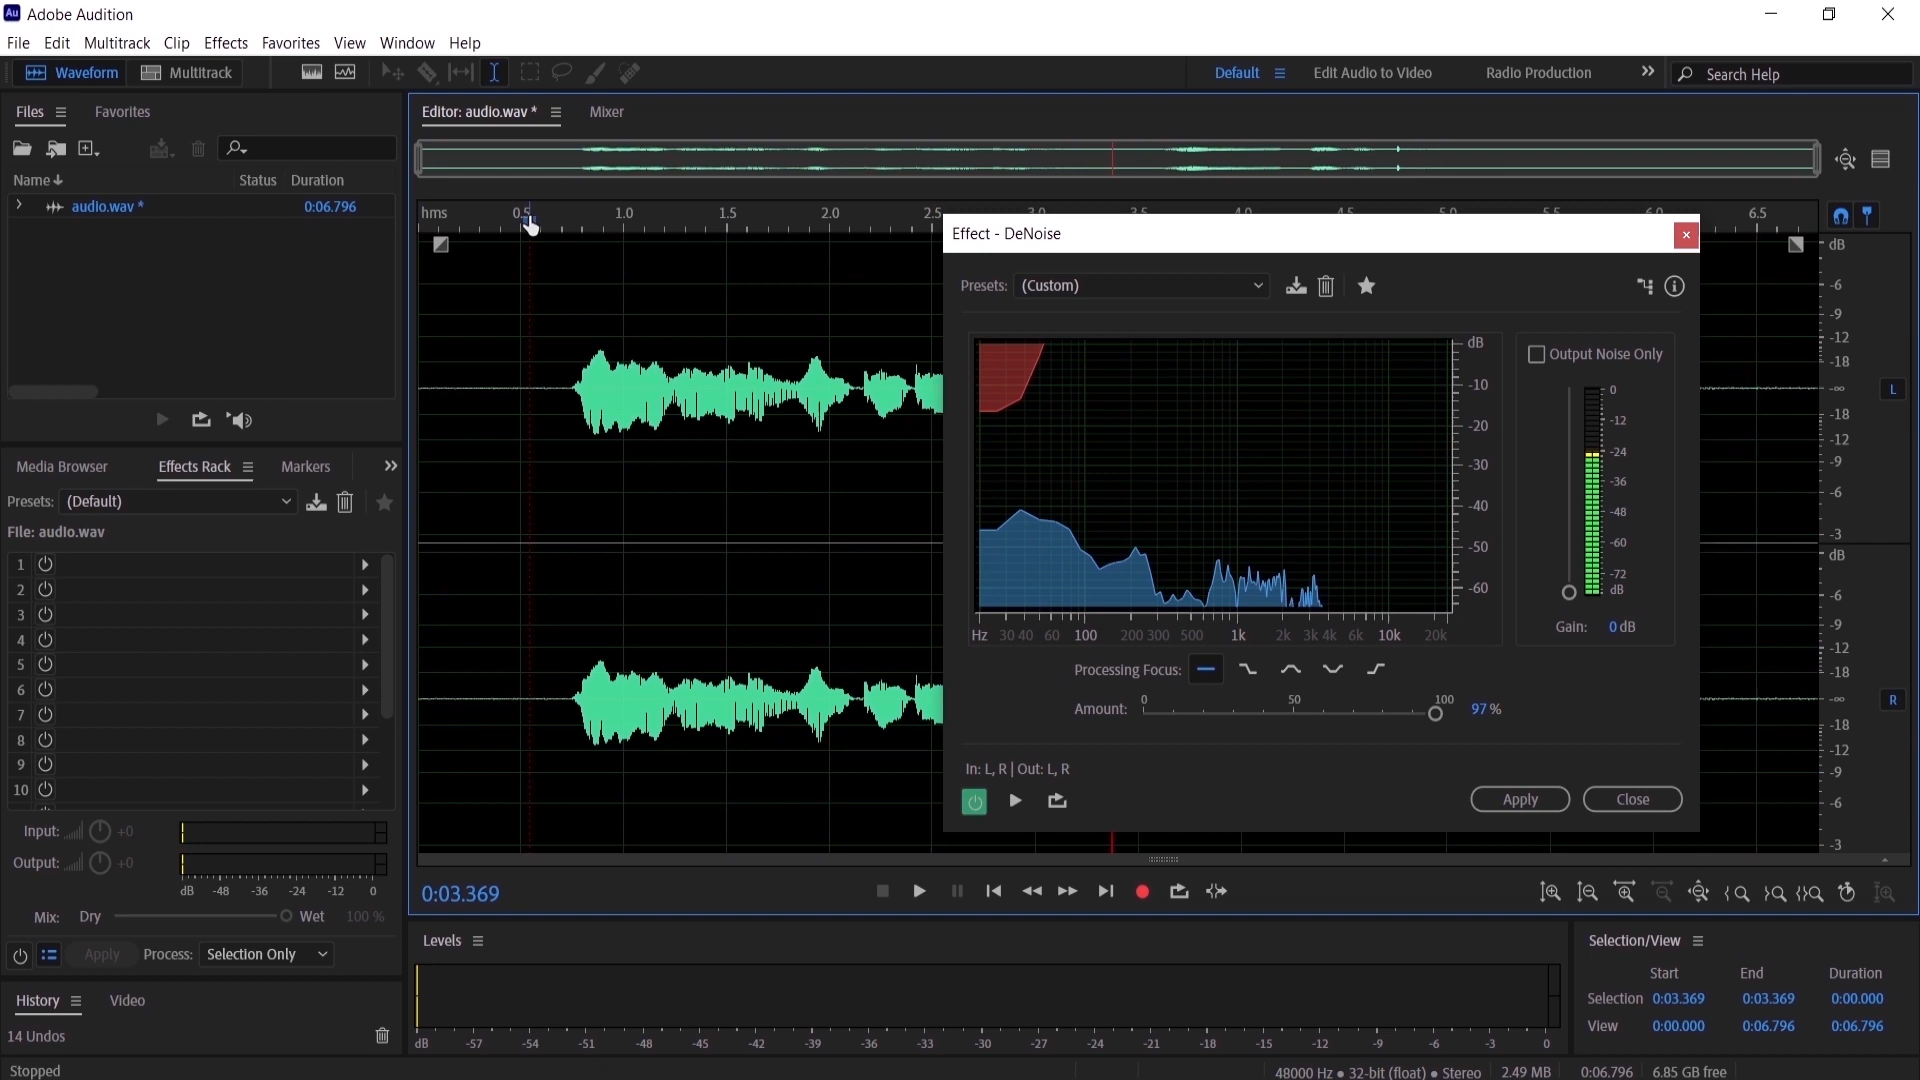 Au Adobe Audition
File Edit Multitrack Clip Effects Favorites View Window Help
Waveform Multitrack Default Edit Audio to Video Radio Production Search Help
Files Favorites
Name Status Duration
audio.wav * 0:06.796
Media Browser Effects Rack Markers
Presets: (Default)
File: audio.wav
1
2
3
4
5
6
7
8
9
10
Input: +0
Output: +0
dB -48 -36 -24 -12 0
Mix: Dry Wet 100 %
Apply Process: Selection Only
History Video
14 Undos
Stopped
Editor: audio.wav * Mixer
hms 0.5 1.0 1.5 2.0 2.5 3.0 3.5 4.0 4.5 5.0 5.5 6.0 6.5
dB
-6
-9
-12
-18
-∞ L
-18
-12
-9
-6
-3
dB
-6
-9
-12
-18
-∞ R
-18
-12
-9
-6
-3
Effect - DeNoise
Presets: (Custom)
dB
-10
-20
-30
-40
-50
-60
Hz 30 40 60 100 200 300 500 1k 2k 3k 4k 6k 10k 20k
Output Noise Only
0
-12
-24
-36
-48
-60
-72
dB
Gain: 0 dB
Processing Focus:
0 50 100
Amount: 97 %
In: L, R | Out: L, R
Apply Close
0:03.369
Levels
dB -57 -54 -51 -48 -45 -42 -39 -36 -33 -30 -27 -24 -21 -18 -15 -12 -9 -6 -3 0
Selection/View
Start End Duration
Selection 0:03.369 0:03.369 0:00.000
View 0:00.000 0:06.796 0:06.796
48000 Hz ● 32-bit (float) ● Stereo 2.49 MB 0:06.796 6.85 GB free